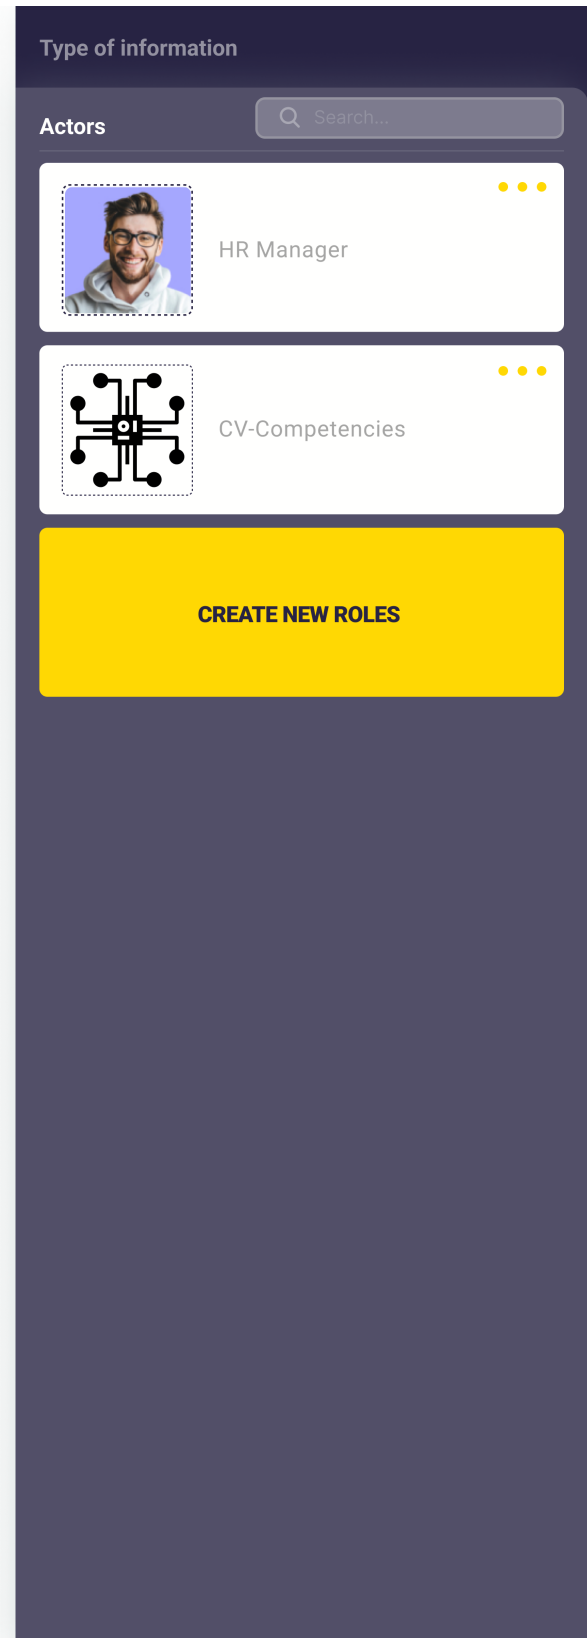 Type of information
Actors
Search...
HR Manager
CV-Competencies
CREATE NEW ROLES